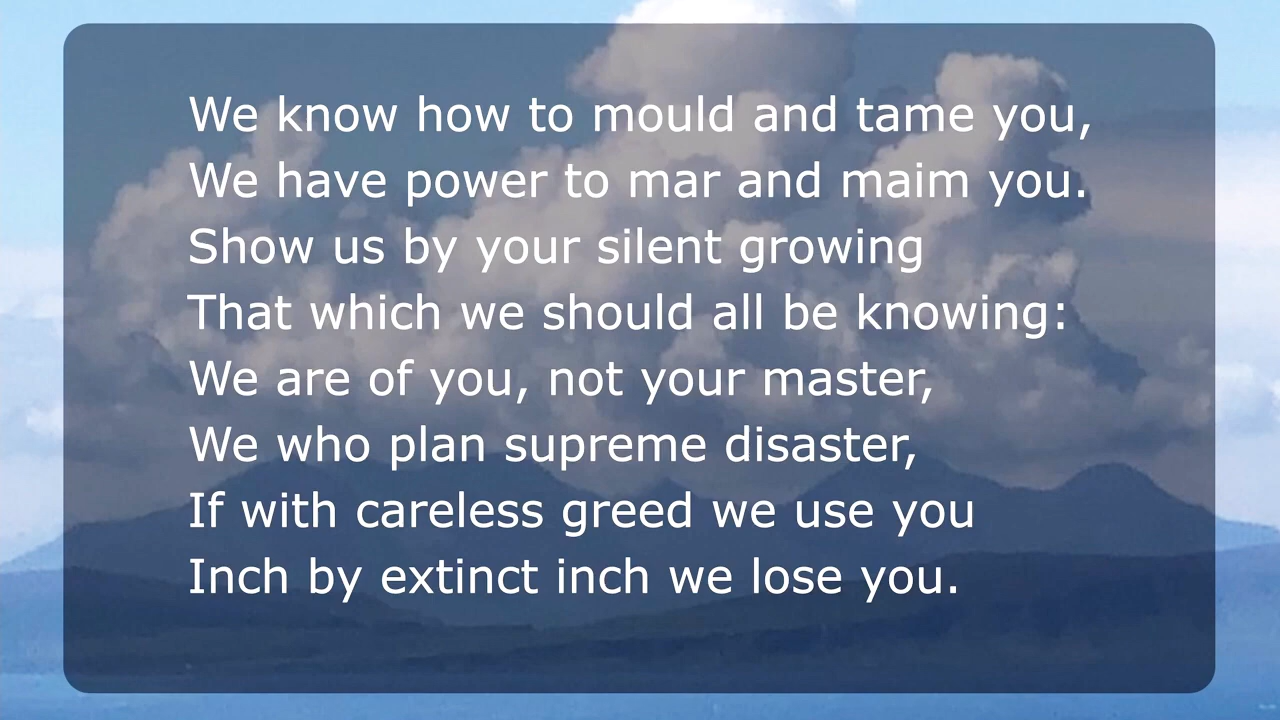 We know how to mould and tame you,
We have power to mar and maim you.
Show us by your silent growing
That which we should all be knowing:
We are of you, not your master,
We who plan supreme disaster,
If with careless greed we use you
Inch by extinct inch we lose you.